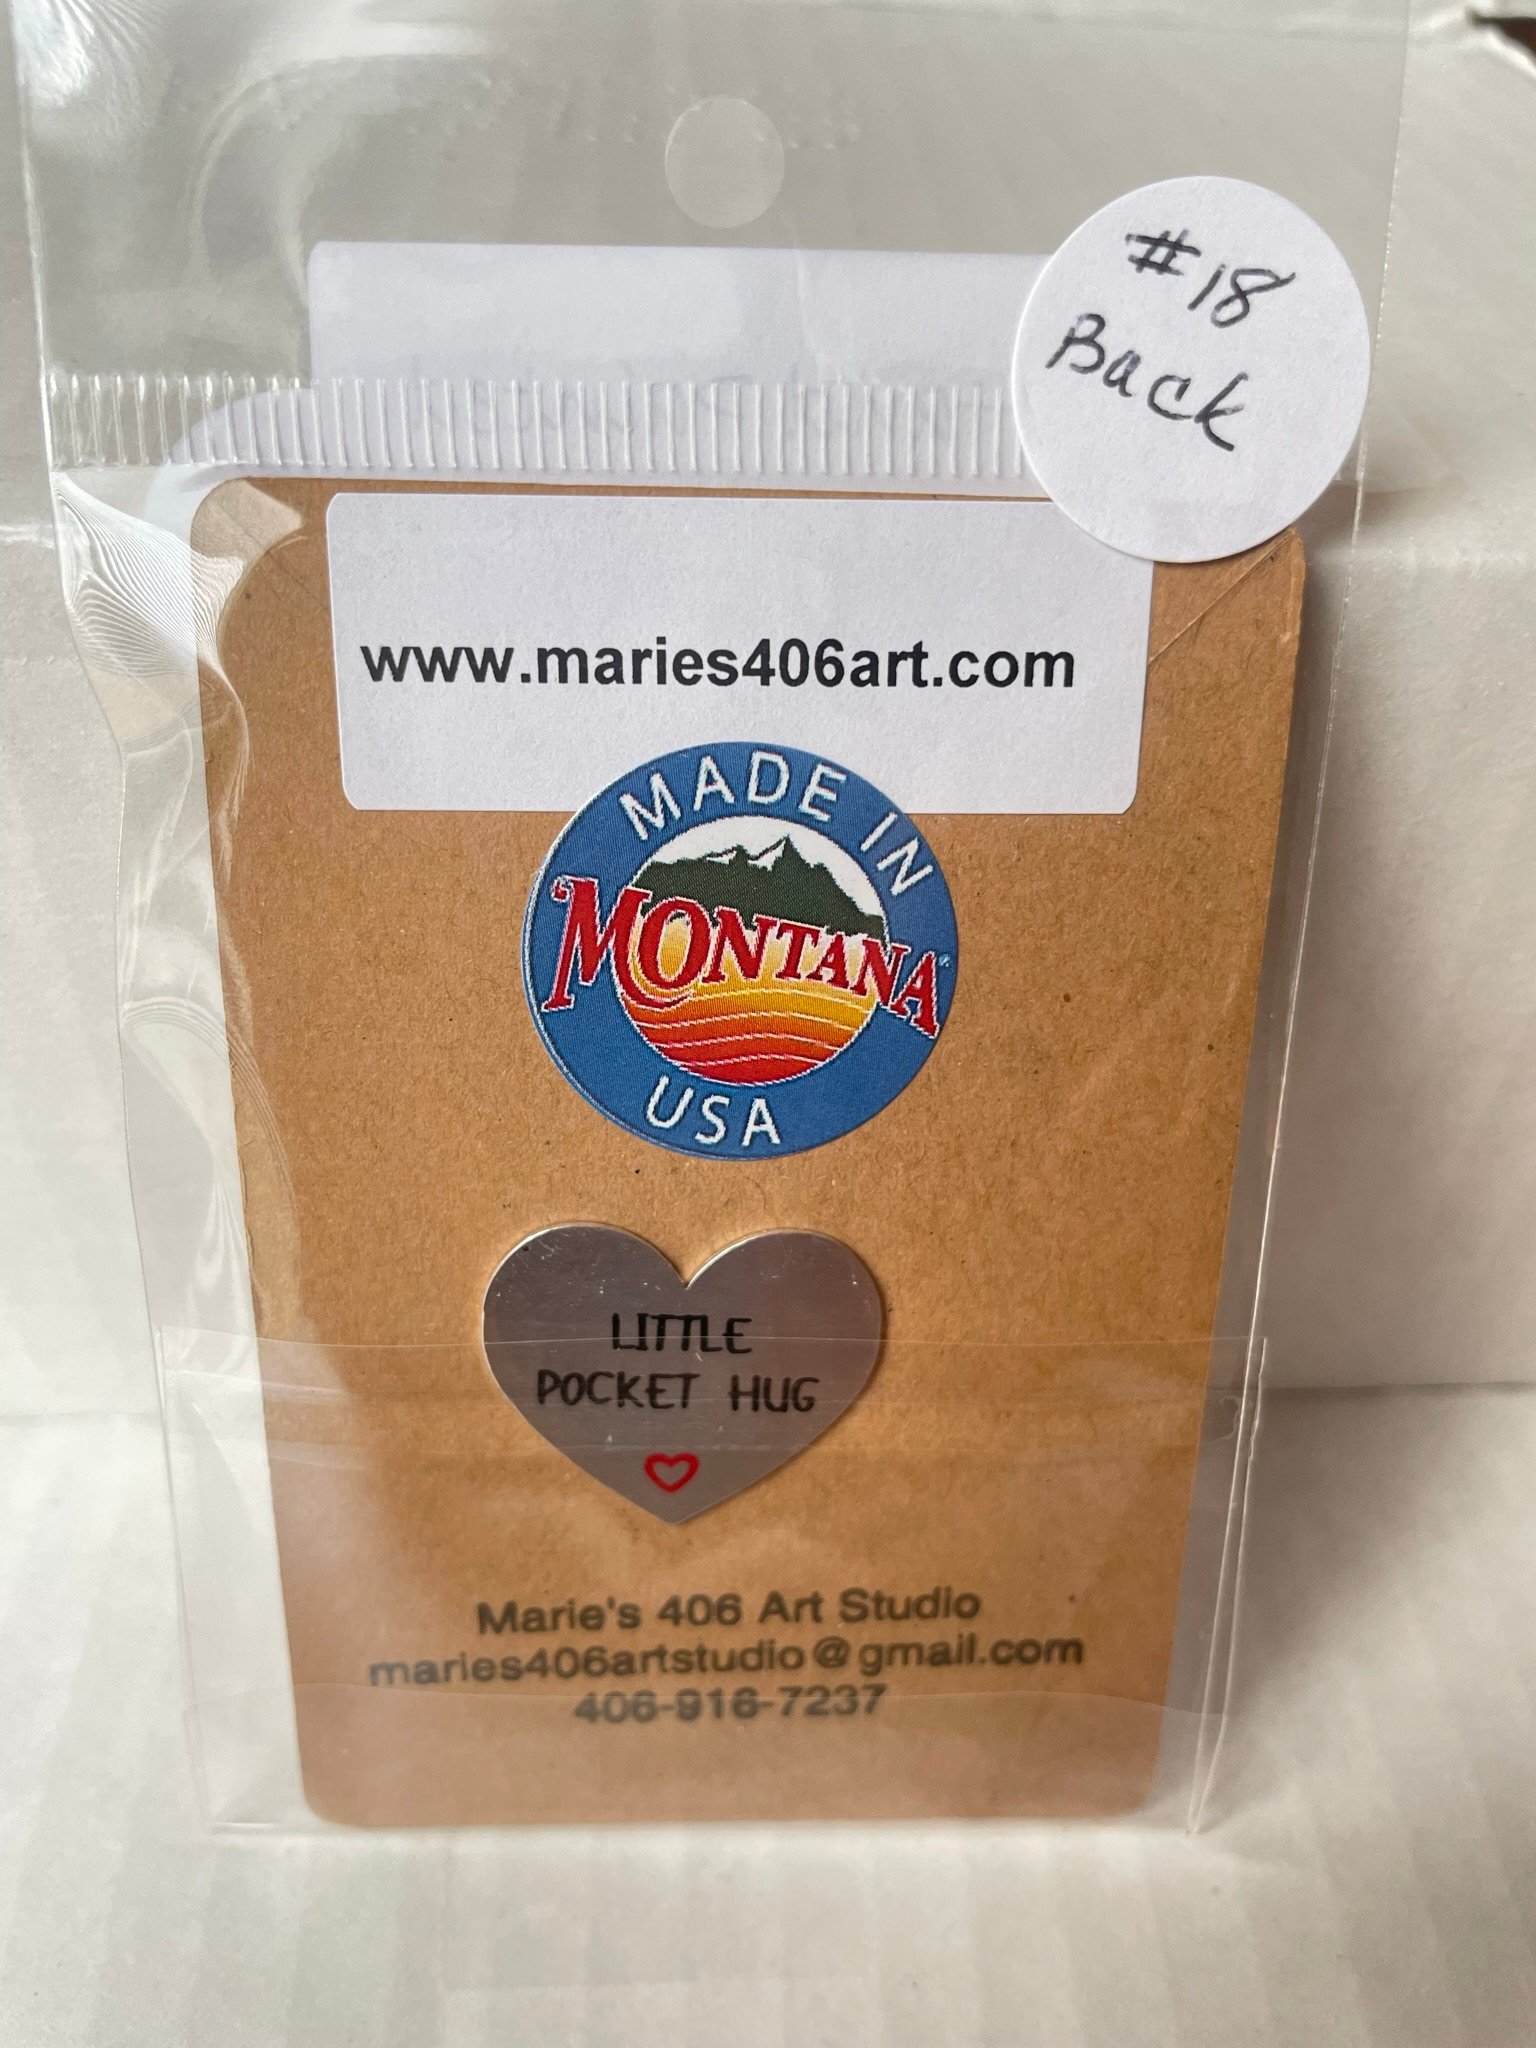 #18
Back
www.maries406art.com
MADE IN
MONTANA
USA
LITTLE
POCKET HUG
Marie's 406 Art Studio
maries406artstudio@gmail.com
406-916-7237